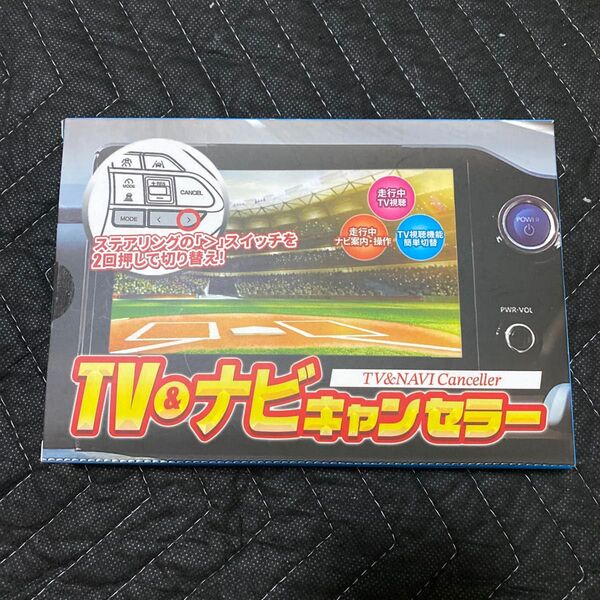 MODE
+RES
CANCEL
MODE
< >
ステアリングの「＞」スイッチを
2回押して切り替え!
走行中
TV視聴
走行中
ナビ案内・操作
TV視聴機能
簡単切替
POWER
PWR・VOL
TV&NAVI Canceller
TV&ナビキャンセラー